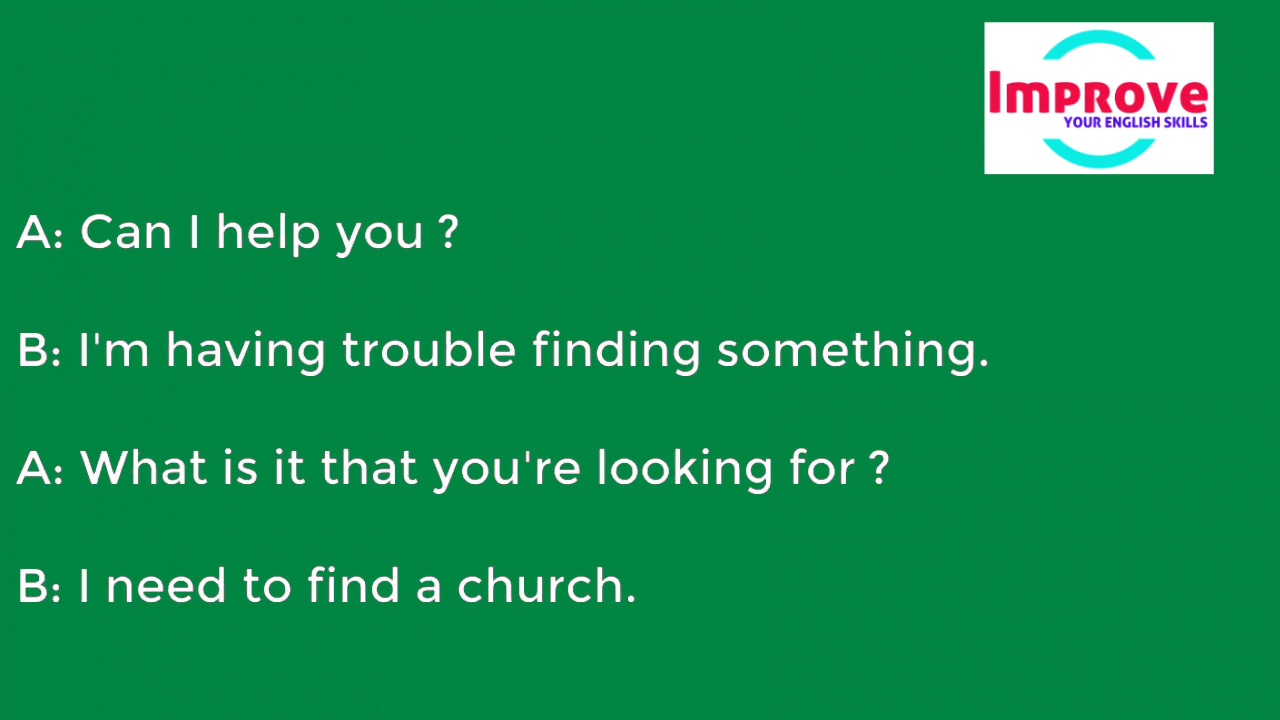 Improve
YOUR ENGLISH SKILLS
A: Can I help you ?
B: I'm having trouble finding something.
A: What is it that you're looking for ?
B: I need to find a church.